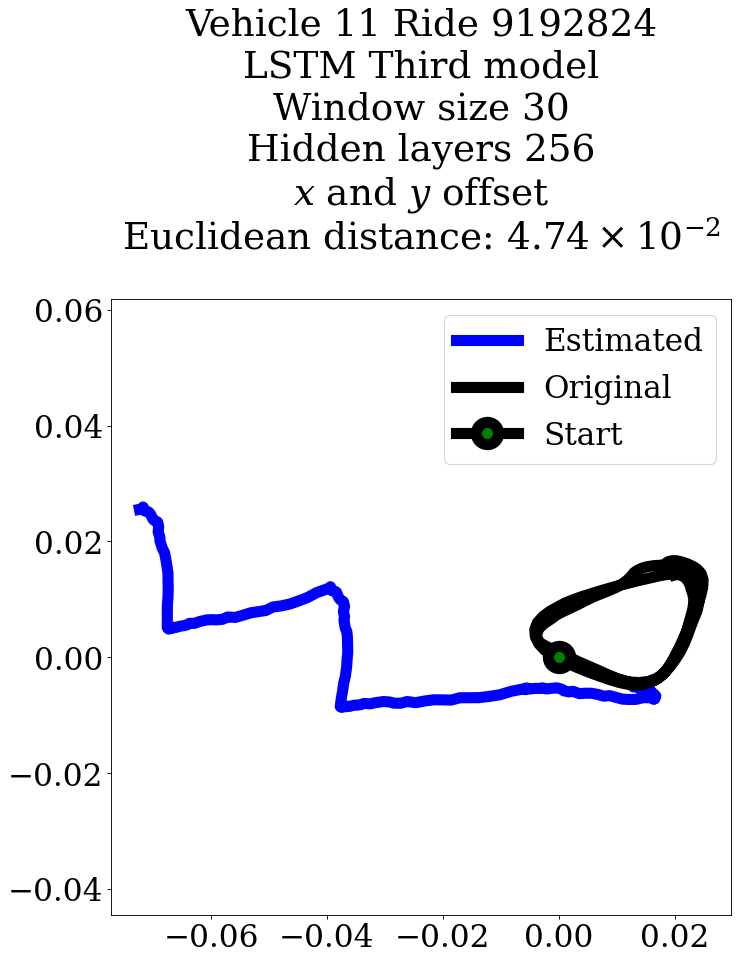 Vehicle 11 Ride 9192824
LSTM Third model
Window size 30
Hidden layers 256
x and y offset
Euclidean distance: 4.74 × 10⁻²
0.06
0.04
0.02
0.00
−0.02
−0.04
Estimated
Original
Start
−0.06
−0.04
−0.02
0.00
0.02